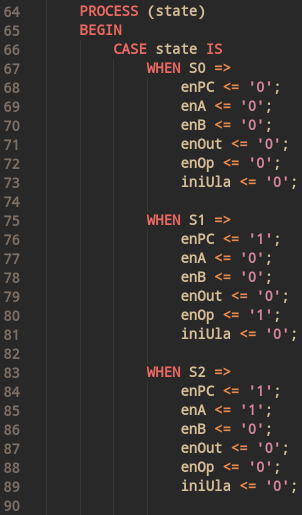 64 PROCESS (state)
65 BEGIN
66 CASE state IS
67 WHEN S0 =>
68 enPC <= '0';
69 enA <= '0';
70 enB <= '0';
71 enOut <= '0';
72 enOp <= '0';
73 iniUla <= '0';
74
75 WHEN S1 =>
76 enPC <= '1';
77 enA <= '0';
78 enB <= '0';
79 enOut <= '0';
80 enOp <= '1';
81 iniUla <= '0';
82
83 WHEN S2 =>
84 enPC <= '1';
85 enA <= '1';
86 enB <= '0';
87 enOut <= '0';
88 enOp <= '0';
89 iniUla <= '0';
90